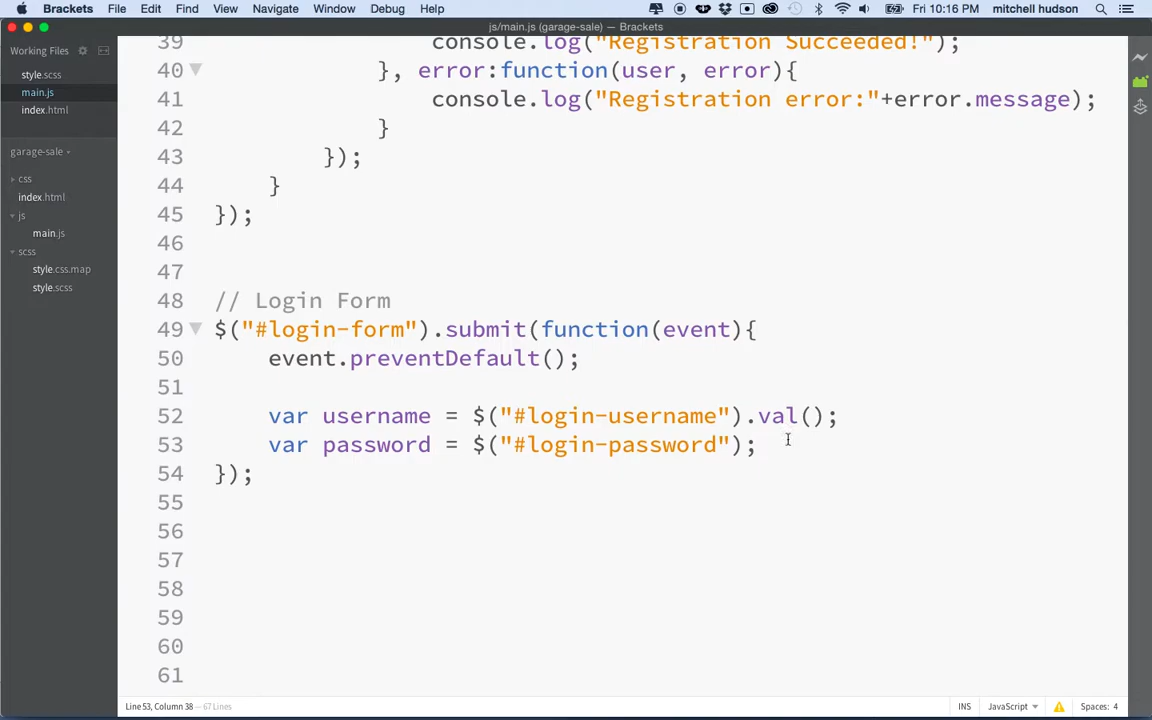 Brackets File Edit Find View Navigate Window Debug Help Fri 10:16 PM mitchell hudson
js/main.js (garage-sale) — Brackets
Working Files
style.scss
main.js
index.html
garage-sale
css
index.html
js
main.js
scss
style.css.map
style.scss
39 console.log("Registration Succeeded!");
40 }, error:function(user, error){
41 console.log("Registration error:"+error.message);
42 }
43 });
44 }
45 });
46
47
48 // Login Form
49 $("#login-form").submit(function(event){
50 event.preventDefault();
51
52 var username = $("#login-username").val();
53 var password = $("#login-password");
54 });
55
56
57
58
59
60
61
Line 53, Column 38 — 67 Lines INS JavaScript Spaces: 4